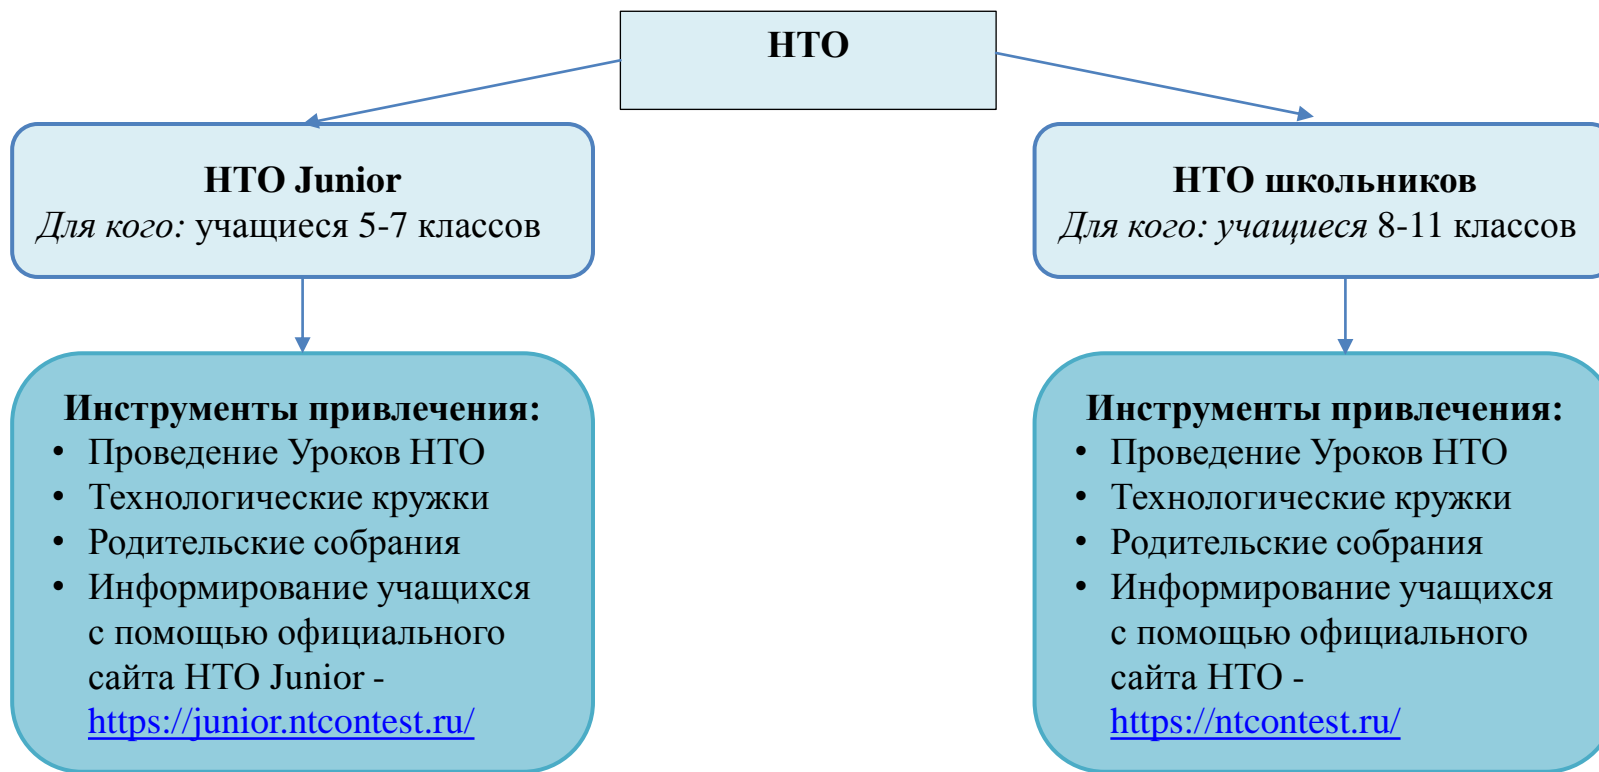 НТО
НТО Junior
Для кого: учащиеся 5-7 классов
НТО школьников
Для кого: учащиеся 8-11 классов
Инструменты привлечения:
• Проведение Уроков НТО
• Технологические кружки
• Родительские собрания
• Информирование учащихся
с помощью официального
сайта НТО Junior -
https://junior.ntcontest.ru/
Инструменты привлечения:
• Проведение Уроков НТО
• Технологические кружки
• Родительские собрания
• Информирование учащихся
с помощью официального
сайта НТО -
https://ntcontest.ru/